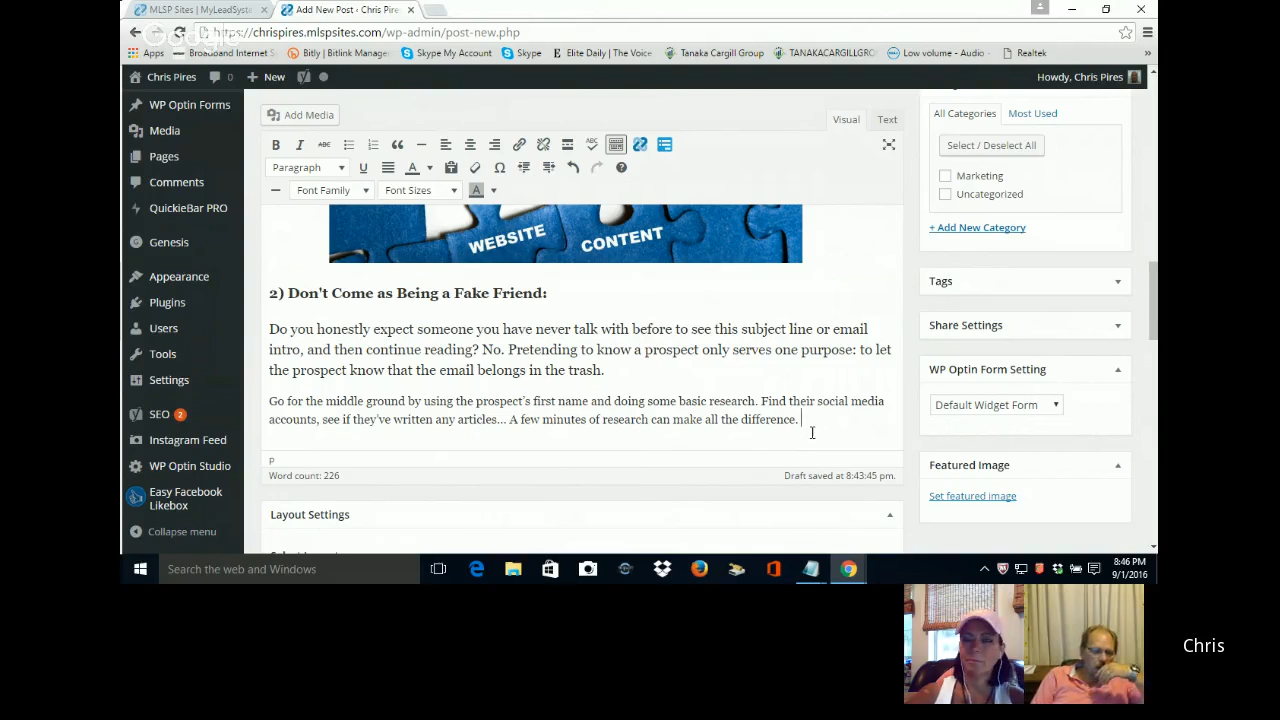 MLSP Sites | MyLeadSyste
Add New Post ‹ Chris Pires
Google
https://chrispires.mlspsites.com/wp-admin/post-new.php
Apps
Broadband Internet S
Bitly | Bitlink Manager
Skype My Account
Skype
Elite Daily | The Voice
Tanaka Cargill Group
TANAKACARGILLGRO
Low volume - Audio
Realtek
»
Chris Pires
0
New
Howdy, Chris Pires
WP Optin Forms
Media
Pages
Comments
QuickieBar PRO
Genesis
Appearance
Plugins
Users
Tools
Settings
SEO 2
Instagram Feed
WP Optin Studio
Easy Facebook
Likebox
Collapse menu
Add Media
Visual
Text
B I ABC
ABC
Paragraph
U
A
Ω
Font Family
Font Sizes
A
WEBSITE
CONTENT
2) Don't Come as Being a Fake Friend:
Do you honestly expect someone you have never talk with before to see this subject line or email
intro, and then continue reading? No. Pretending to know a prospect only serves one purpose: to let
the prospect know that the email belongs in the trash.
Go for the middle ground by using the prospect's first name and doing some basic research. Find their social media
accounts, see if they've written any articles... A few minutes of research can make all the difference.
P
Word count: 226
Draft saved at 8:43:45 pm.
Layout Settings
All Categories
Most Used
Select / Deselect All
Marketing
Uncategorized
+ Add New Category
Tags
Share Settings
WP Optin Form Setting
Default Widget Form
Featured Image
Set featured image
Search the web and Windows
8:46 PM
9/1/2016
Chris